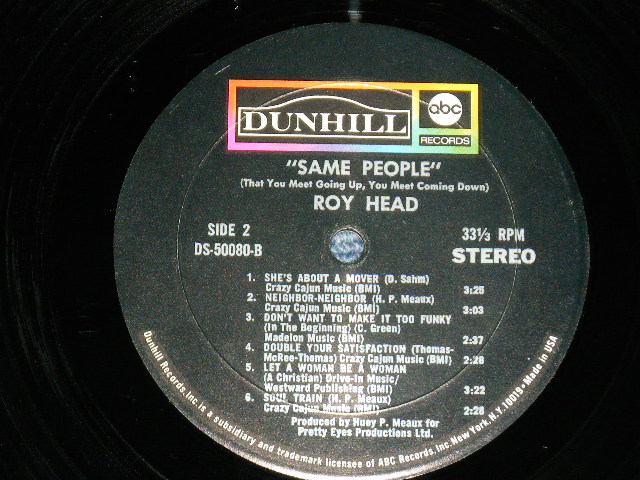 DUNHILL
abc
RECORDS
"SAME PEOPLE"
(That You Meet Going Up, You Meet Coming Down)
ROY HEAD
SIDE 2
DS-50080-B
33⅓ RPM
STEREO
1. SHE'S ABOUT A MOVER (D. Sahm)
Crazy Cajun Music (BMI) 3:25
2. NEIGHBOR-NEIGHBOR (H. P. Meaux)
Crazy Cajun Music (BMI) 3:03
3. DON'T WANT TO MAKE IT TOO FUNKY
(In The Beginning) (C. Green)
Madelon Music (BMI) 2:37
4. DOUBLE YOUR SATISFACTION (Thomas-
McRee-Thomas) Crazy Cajun Music (BMI) 2:28
5. LET A WOMAN BE A WOMAN
(A Christian) Drive-In Music/
Westward Publishing (BMI) 3:22
6. SOUL TRAIN (H. P. Meaux)
Crazy Cajun Music (BMI) 2:28
Produced by Huey P. Meaux for
Pretty Eyes Productions Ltd.
Dunhill Records, Inc. is a subsidiary and trademark licensee of ABC Records, Inc. New York, N.Y. 10019 • Made in USA